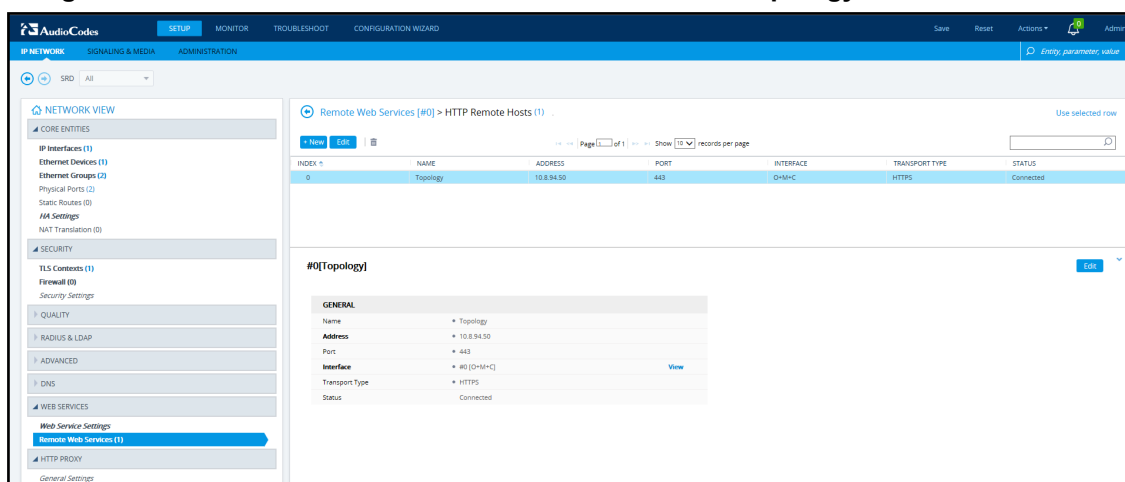 AudioCodes SETUP MONITOR TROUBLESHOOT CONFIGURATION WIZARD Save Reset Actions 0 Admin
IP NETWORK SIGNALING & MEDIA ADMINISTRATION Entity, parameter, value
SRD All
NETWORK VIEW
CORE ENTITIES
IP Interfaces (1)
Ethernet Devices (1)
Ethernet Groups (2)
Physical Ports (2)
Static Routes (0)
HA Settings
NAT Translation (0)
SECURITY
TLS Contexts (1)
Firewall (0)
Security Settings
QUALITY
RADIUS & LDAP
ADVANCED
DNS
WEB SERVICES
Web Service Settings
Remote Web Services (1)
HTTP PROXY
General Settings
Remote Web Services [#0] > HTTP Remote Hosts (1) Use selected row
+ New Edit Page 1 of 1 Show 10 records per page
INDEX NAME ADDRESS PORT INTERFACE TRANSPORT TYPE STATUS
0 Topology 10.8.94.50 443 O+M+C HTTPS Connected
#0[Topology] Edit
GENERAL
Name • Topology
Address • 10.8.94.50
Port • 443
Interface • #0 [O+M+C] View
Transport Type • HTTPS
Status Connected